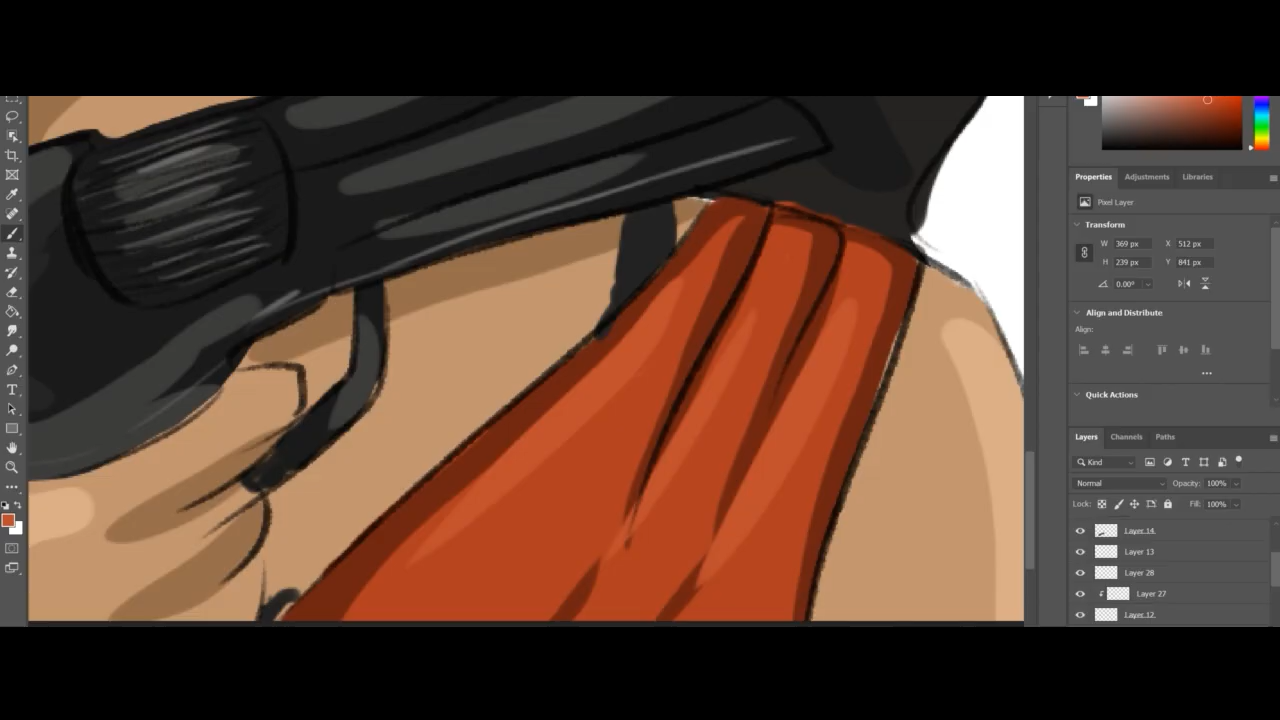 Properties Adjustments Libraries
Pixel Layer
Transform
W 369 px X 512 px
H 239 px Y 841 px
0.00°
Align and Distribute
Align:
Quick Actions
Layers Channels Paths
Kind
Normal Opacity: 100%
Lock: Fill: 100%
Layer 14
Layer 13
Layer 28
Layer 27
Layer 12